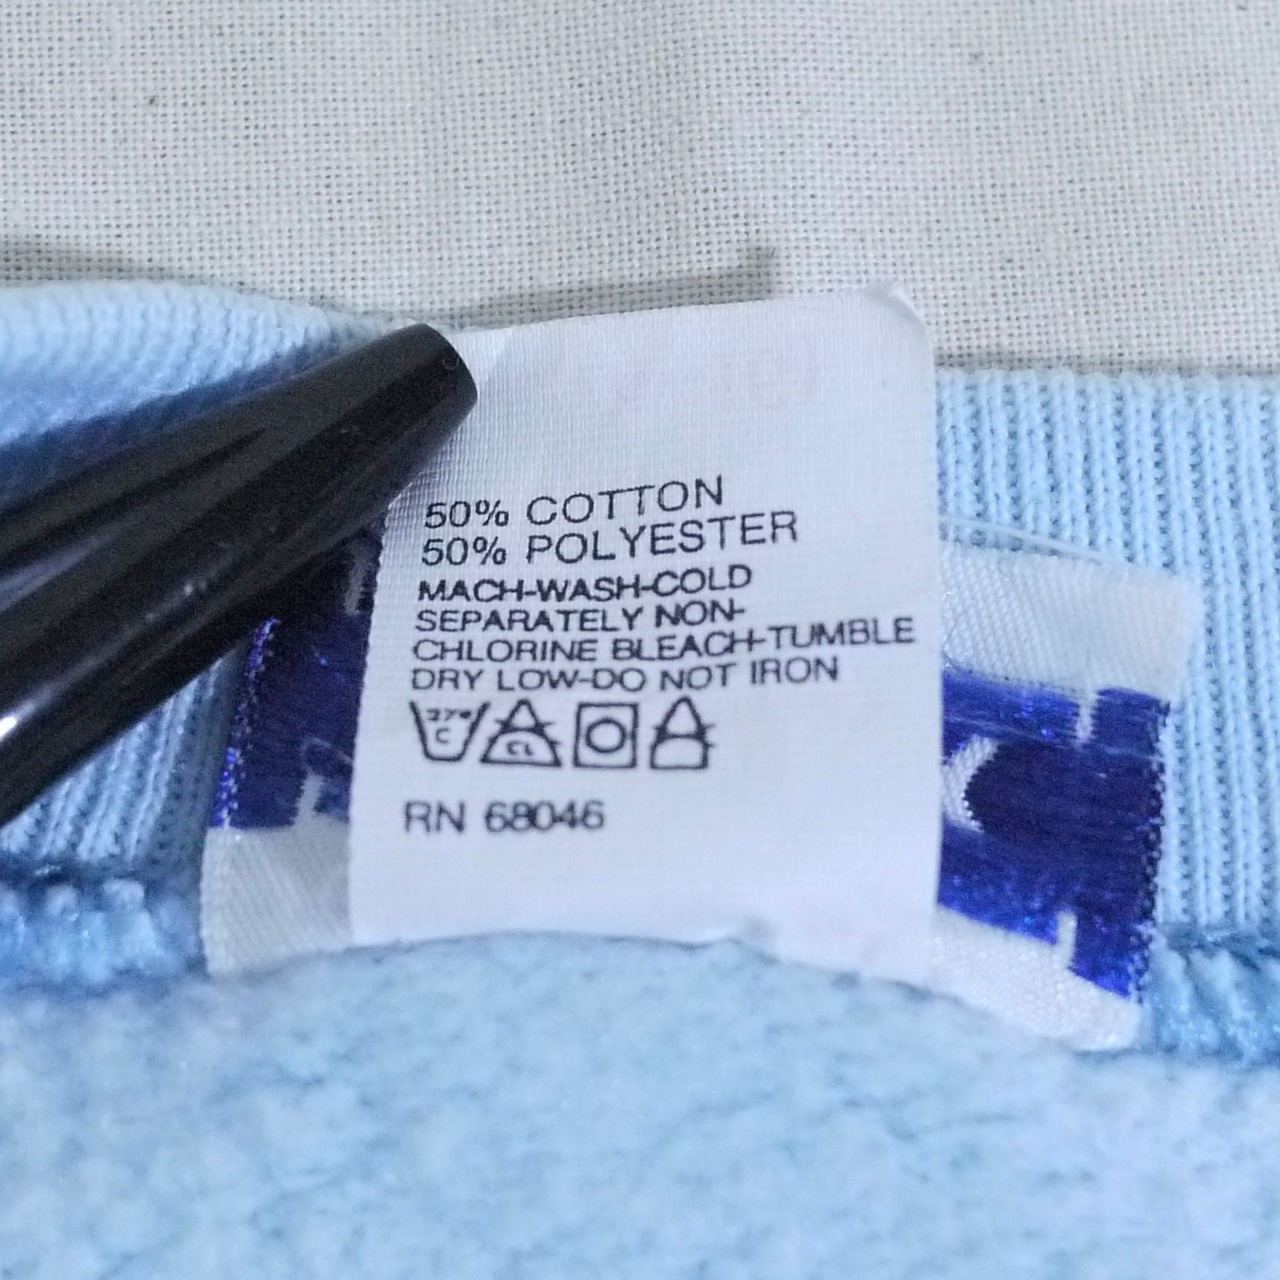 50% COTTON
50% POLYESTER
MACH-WASH-COLD
SEPARATELY NON-
CHLORINE BLEACH-TUMBLE
DRY LOW-DO NOT IRON
CL
RN 68046